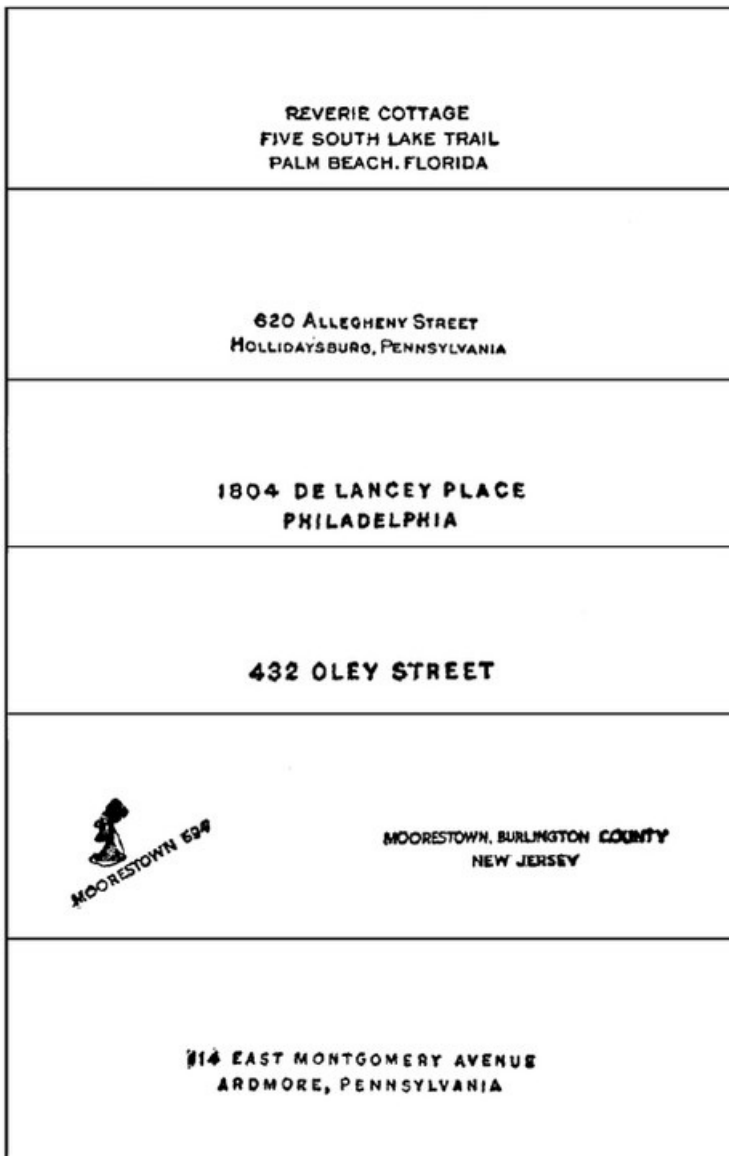 REVERIE COTTAGE
FIVE SOUTH LAKE TRAIL
PALM BEACH. FLORIDA
620 ALLEGHENY STREET
HOLLIDAYSBURG, PENNSYLVANIA
1804 DE LANCEY PLACE
PHILADELPHIA
432 OLEY STREET
MOORESTOWN
MOORESTOWN, BURLINGTON COUNTY
NEW JERSEY
EAST MONTGOMERY AVENUE
ARDMORE, PENNSYLVANIA